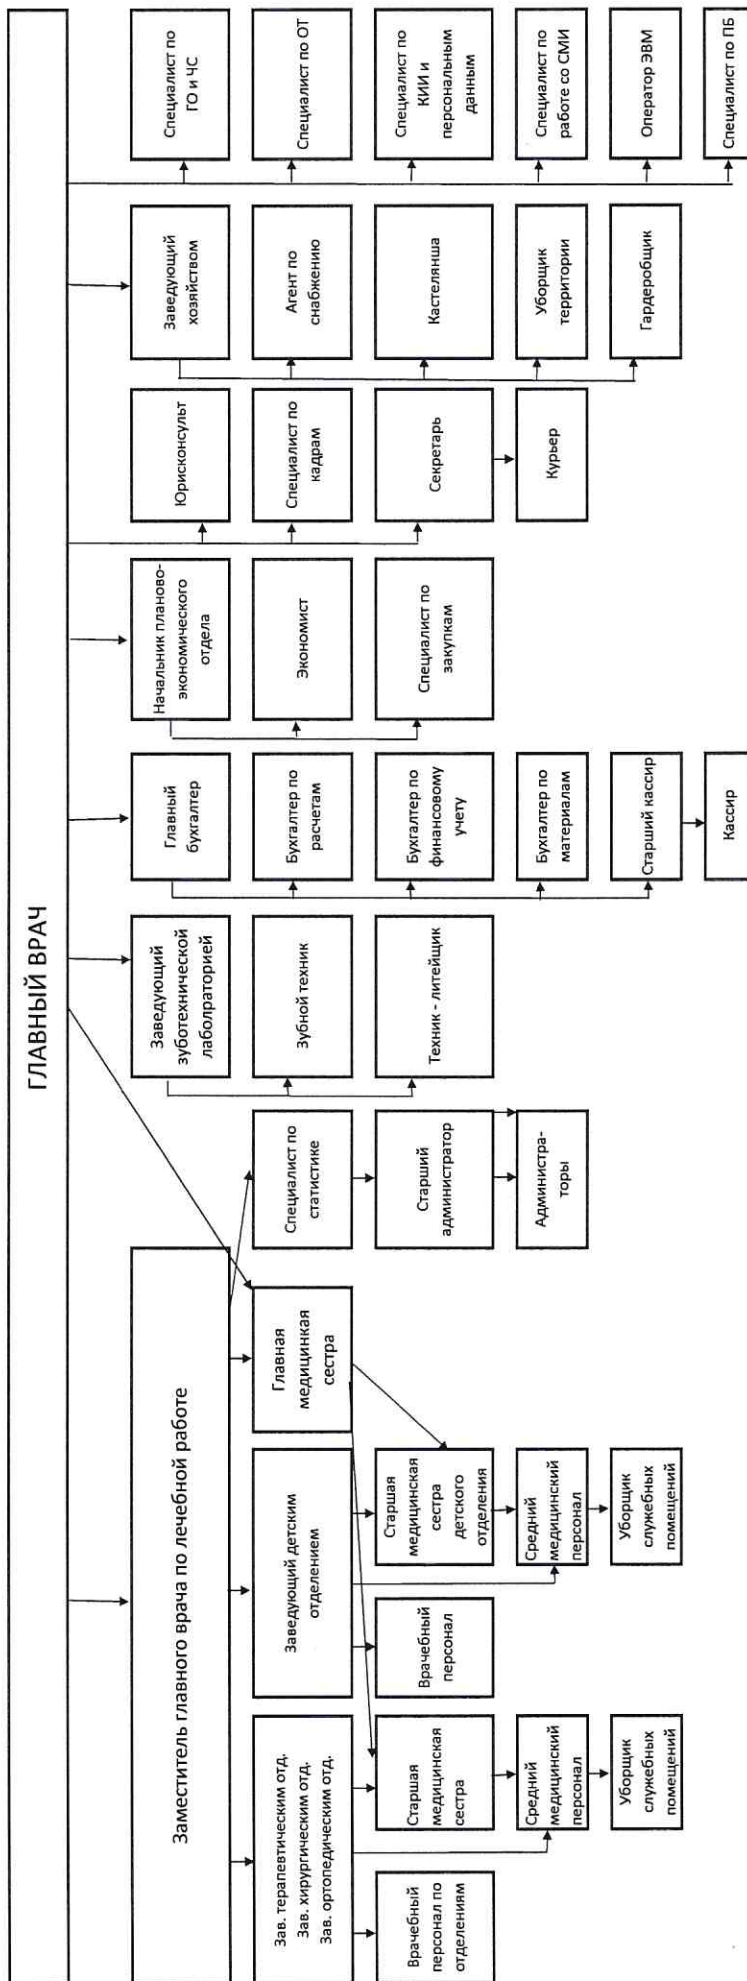 ГЛАВНЫЙ ВРАЧ
Заместитель главного врача по лечебной работе
Зав. терапевтическим отд.
Зав. хирургическим отд.
Зав. ортопедическим отд.
Врачебный
персонал по
отделениям
Старшая
медицинская
сестра
Средний
медицинский
персонал
Уборщик
служебных
помещений
Заведующий детским
отделением
Врачебный
персонал
Старшая
медицинская
сестра
детского
отделения
Средний
медицинский
персонал
Уборщик
служебных
помещений
Главная
медицинкая
сестра
Специалист по
статистике
Старший
администратор
Администра-
торы
Заведующий
зуботехнической
лаболраторией
Зубной техник
Техник - литейщик
Главный
бухгалтер
Бухгалтер по
расчетам
Бухгалтер по
финансовому
учету
Бухгалтер по
материалам
Старший кассир
Кассир
Начальник планово-
экономического
отдела
Экономист
Специалист по
закупкам
Юрисконсульт
Специалист по
кадрам
Секретарь
Курьер
Заведующий
хозяйством
Агент по
снабжению
Кастелянша
Уборщик
территории
Гардеробщик
Специалист по
ГО и ЧС
Специалист по ОТ
Специалист по
КИИ и
персональным
данным
Специалист по
работе со СМИ
Оператор ЭВМ
Специалист по ПБ